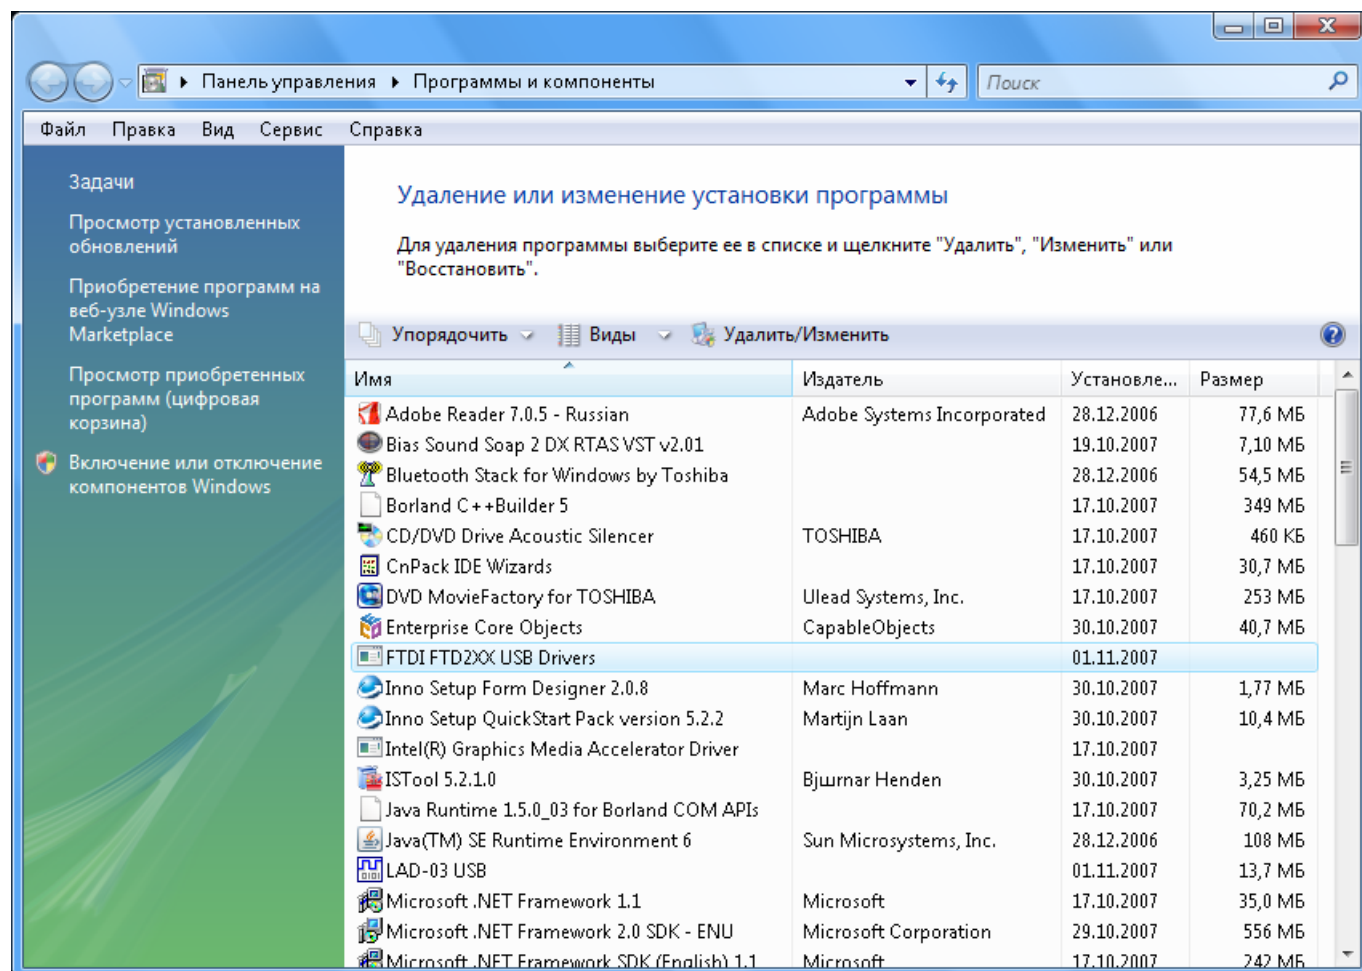 Панель управления Программы и компоненты Поиск
Файл Правка Вид Сервис Справка
Задачи
Просмотр установленных
обновлений
Приобретение программ на
веб-узле Windows
Marketplace
Просмотр приобретенных
программ (цифровая
корзина)
Включение или отключение
компонентов Windows
Удаление или изменение установки программы
Для удаления программы выберите ее в списке и щелкните "Удалить", "Изменить" или
"Восстановить".
Упорядочить Виды Удалить/Изменить
Имя Издатель Установле... Размер
Adobe Reader 7.0.5 - Russian Adobe Systems Incorporated 28.12.2006 77,6 МБ
Bias Sound Soap 2 DX RTAS VST v2.01 19.10.2007 7,10 МБ
Bluetooth Stack for Windows by Toshiba 28.12.2006 54,5 МБ
Borland C++Builder 5 17.10.2007 349 МБ
CD/DVD Drive Acoustic Silencer TOSHIBA 17.10.2007 460 КБ
CnPack IDE Wizards 17.10.2007 30,7 МБ
DVD MovieFactory for TOSHIBA Ulead Systems, Inc. 17.10.2007 253 МБ
Enterprise Core Objects CapableObjects 30.10.2007 40,7 МБ
FTDI FTD2XX USB Drivers 01.11.2007
Inno Setup Form Designer 2.0.8 Marc Hoffmann 30.10.2007 1,77 МБ
Inno Setup QuickStart Pack version 5.2.2 Martijn Laan 30.10.2007 10,4 МБ
Intel(R) Graphics Media Accelerator Driver 17.10.2007
ISTool 5.2.1.0 Bjшrnar Henden 30.10.2007 3,25 МБ
Java Runtime 1.5.0_03 for Borland COM APIs 17.10.2007 70,2 МБ
Java(TM) SE Runtime Environment 6 Sun Microsystems, Inc. 28.12.2006 108 МБ
LAD-03 USB 01.11.2007 13,7 МБ
Microsoft .NET Framework 1.1 Microsoft 17.10.2007 35,0 МБ
Microsoft .NET Framework 2.0 SDK - ENU Microsoft Corporation 29.10.2007 556 МБ
Microsoft .NET Framework SDK (English) 1.1 Microsoft 17.10.2007 242 МБ